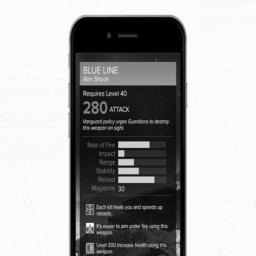 BLUE LINE
Aim Shock
Requires Level 40
280 ATTACK
Vanguard policy urges Guardians to destroy
this weapon on sight.
Rate of Fire
Impact
Range
Stability
Reload
Magazine 30
Each kill heals you and speeds up
reloads.
It's easier to aim under fire using this
weapon.
Level 200 increase health using this
weapon.